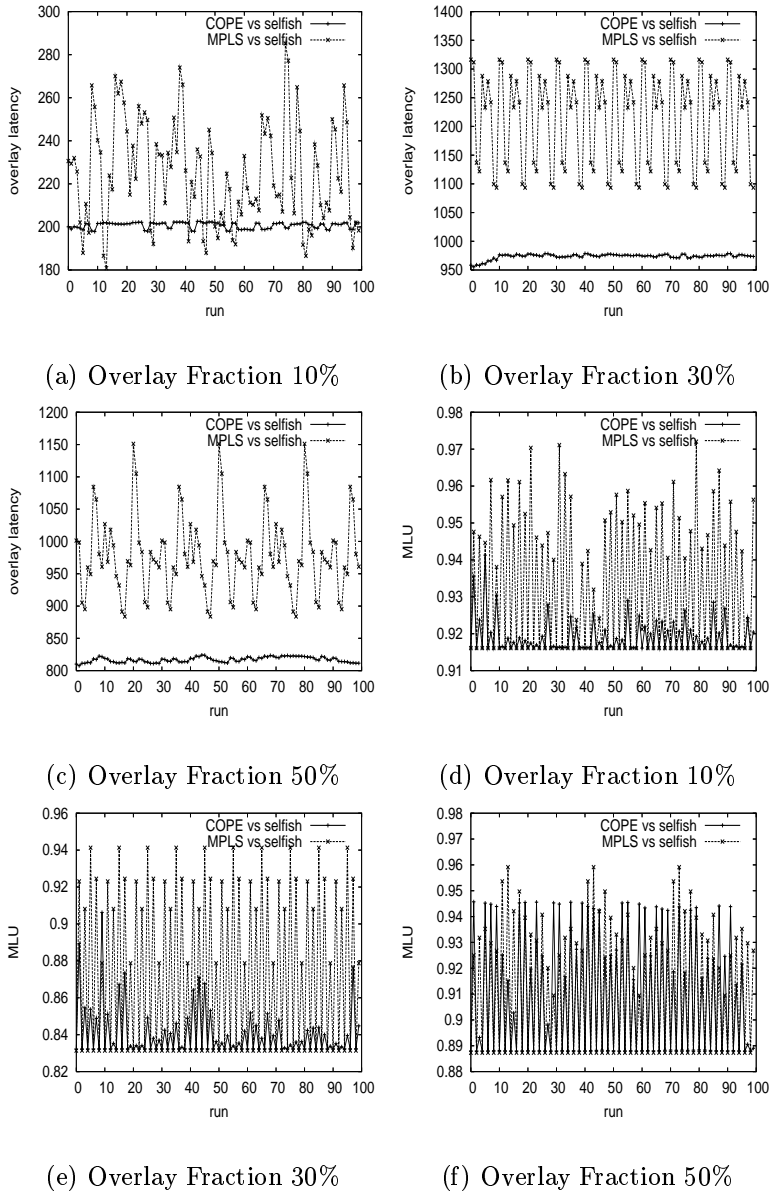 300
280
260
240
220
200
180
overlay latency
COPE vs selfish
MPLS vs selfish
0 10 20 30 40 50 60 70 80 90 100
run
(a) Overlay Fraction 10%
1400
1300
1200
1100
1000
950
overlay latency
COPE vs selfish
MPLS vs selfish
0 10 20 30 40 50 60 70 80 90 100
run
(b) Overlay Fraction 30%
1200
1150
1100
1050
1000
950
900
850
800
overlay latency
COPE vs selfish
MPLS vs selfish
0 10 20 30 40 50 60 70 80 90 100
run
(c) Overlay Fraction 50%
0.98
0.97
0.96
0.95
0.94
0.93
0.92
0.91
MLU
COPE vs selfish
MPLS vs selfish
0 10 20 30 40 50 60 70 80 90 100
run
(d) Overlay Fraction 10%
0.96
0.94
0.92
0.9
0.88
0.86
0.84
0.82
MLU
COPE vs selfish
MPLS vs selfish
0 10 20 30 40 50 60 70 80 90 100
run
(e) Overlay Fraction 30%
0.98
0.97
0.96
0.95
0.94
0.93
0.92
0.91
0.9
0.89
0.88
MLU
COPE vs selfish
MPLS vs selfish
0 10 20 30 40 50 60 70 80 90 100
run
(f) Overlay Fraction 50%